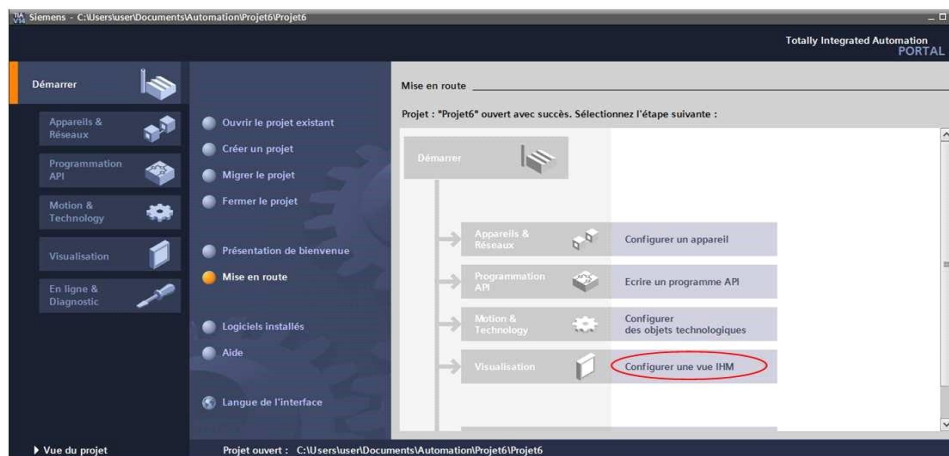 Siemens - C:\Users\user\Documents\Automation\Projet6\Projet6
Totally Integrated Automation
PORTAL
Démarrer
Appareils &
Réseaux
Programmation
API
Motion &
Technology
Visualisation
En ligne &
Diagnostic
Vue du projet
Ouvrir le projet existant
Créer un projet
Migrer le projet
Fermer le projet
Présentation de bienvenue
Mise en route
Logiciels installés
Aide
Langue de l'interface
Mise en route
Projet : "Projet6" ouvert avec succès. Sélectionnez l'étape suivante :
Démarrer
Appareils &
Réseaux
Configurer un appareil
Programmation
API
Ecrire un programme API
Motion &
Technology
Configurer
des objets technologiques
Visualisation
Configurer une vue IHM
Projet ouvert : C:\Users\user\Documents\Automation\Projet6\Projet6